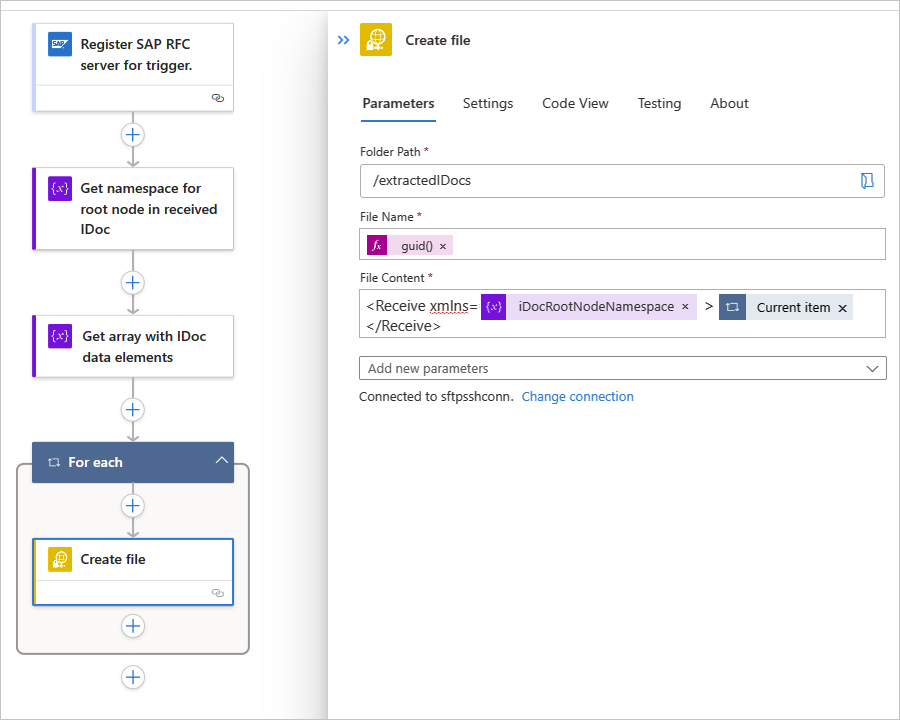 SAP
Register SAP RFC
server for trigger.
{x}
Get namespace for
root node in received
IDoc
{x}
Get array with IDoc
data elements
For each
Create file
Create file
Parameters Settings Code View Testing About
Folder Path *
/extractedIDocs
File Name *
fx guid() ×
File Content *
<Receive xmlns= {x} iDocRootNodeNamespace × > Current item ×
</Receive>
Add new parameters
Connected to sftpsshconn. Change connection